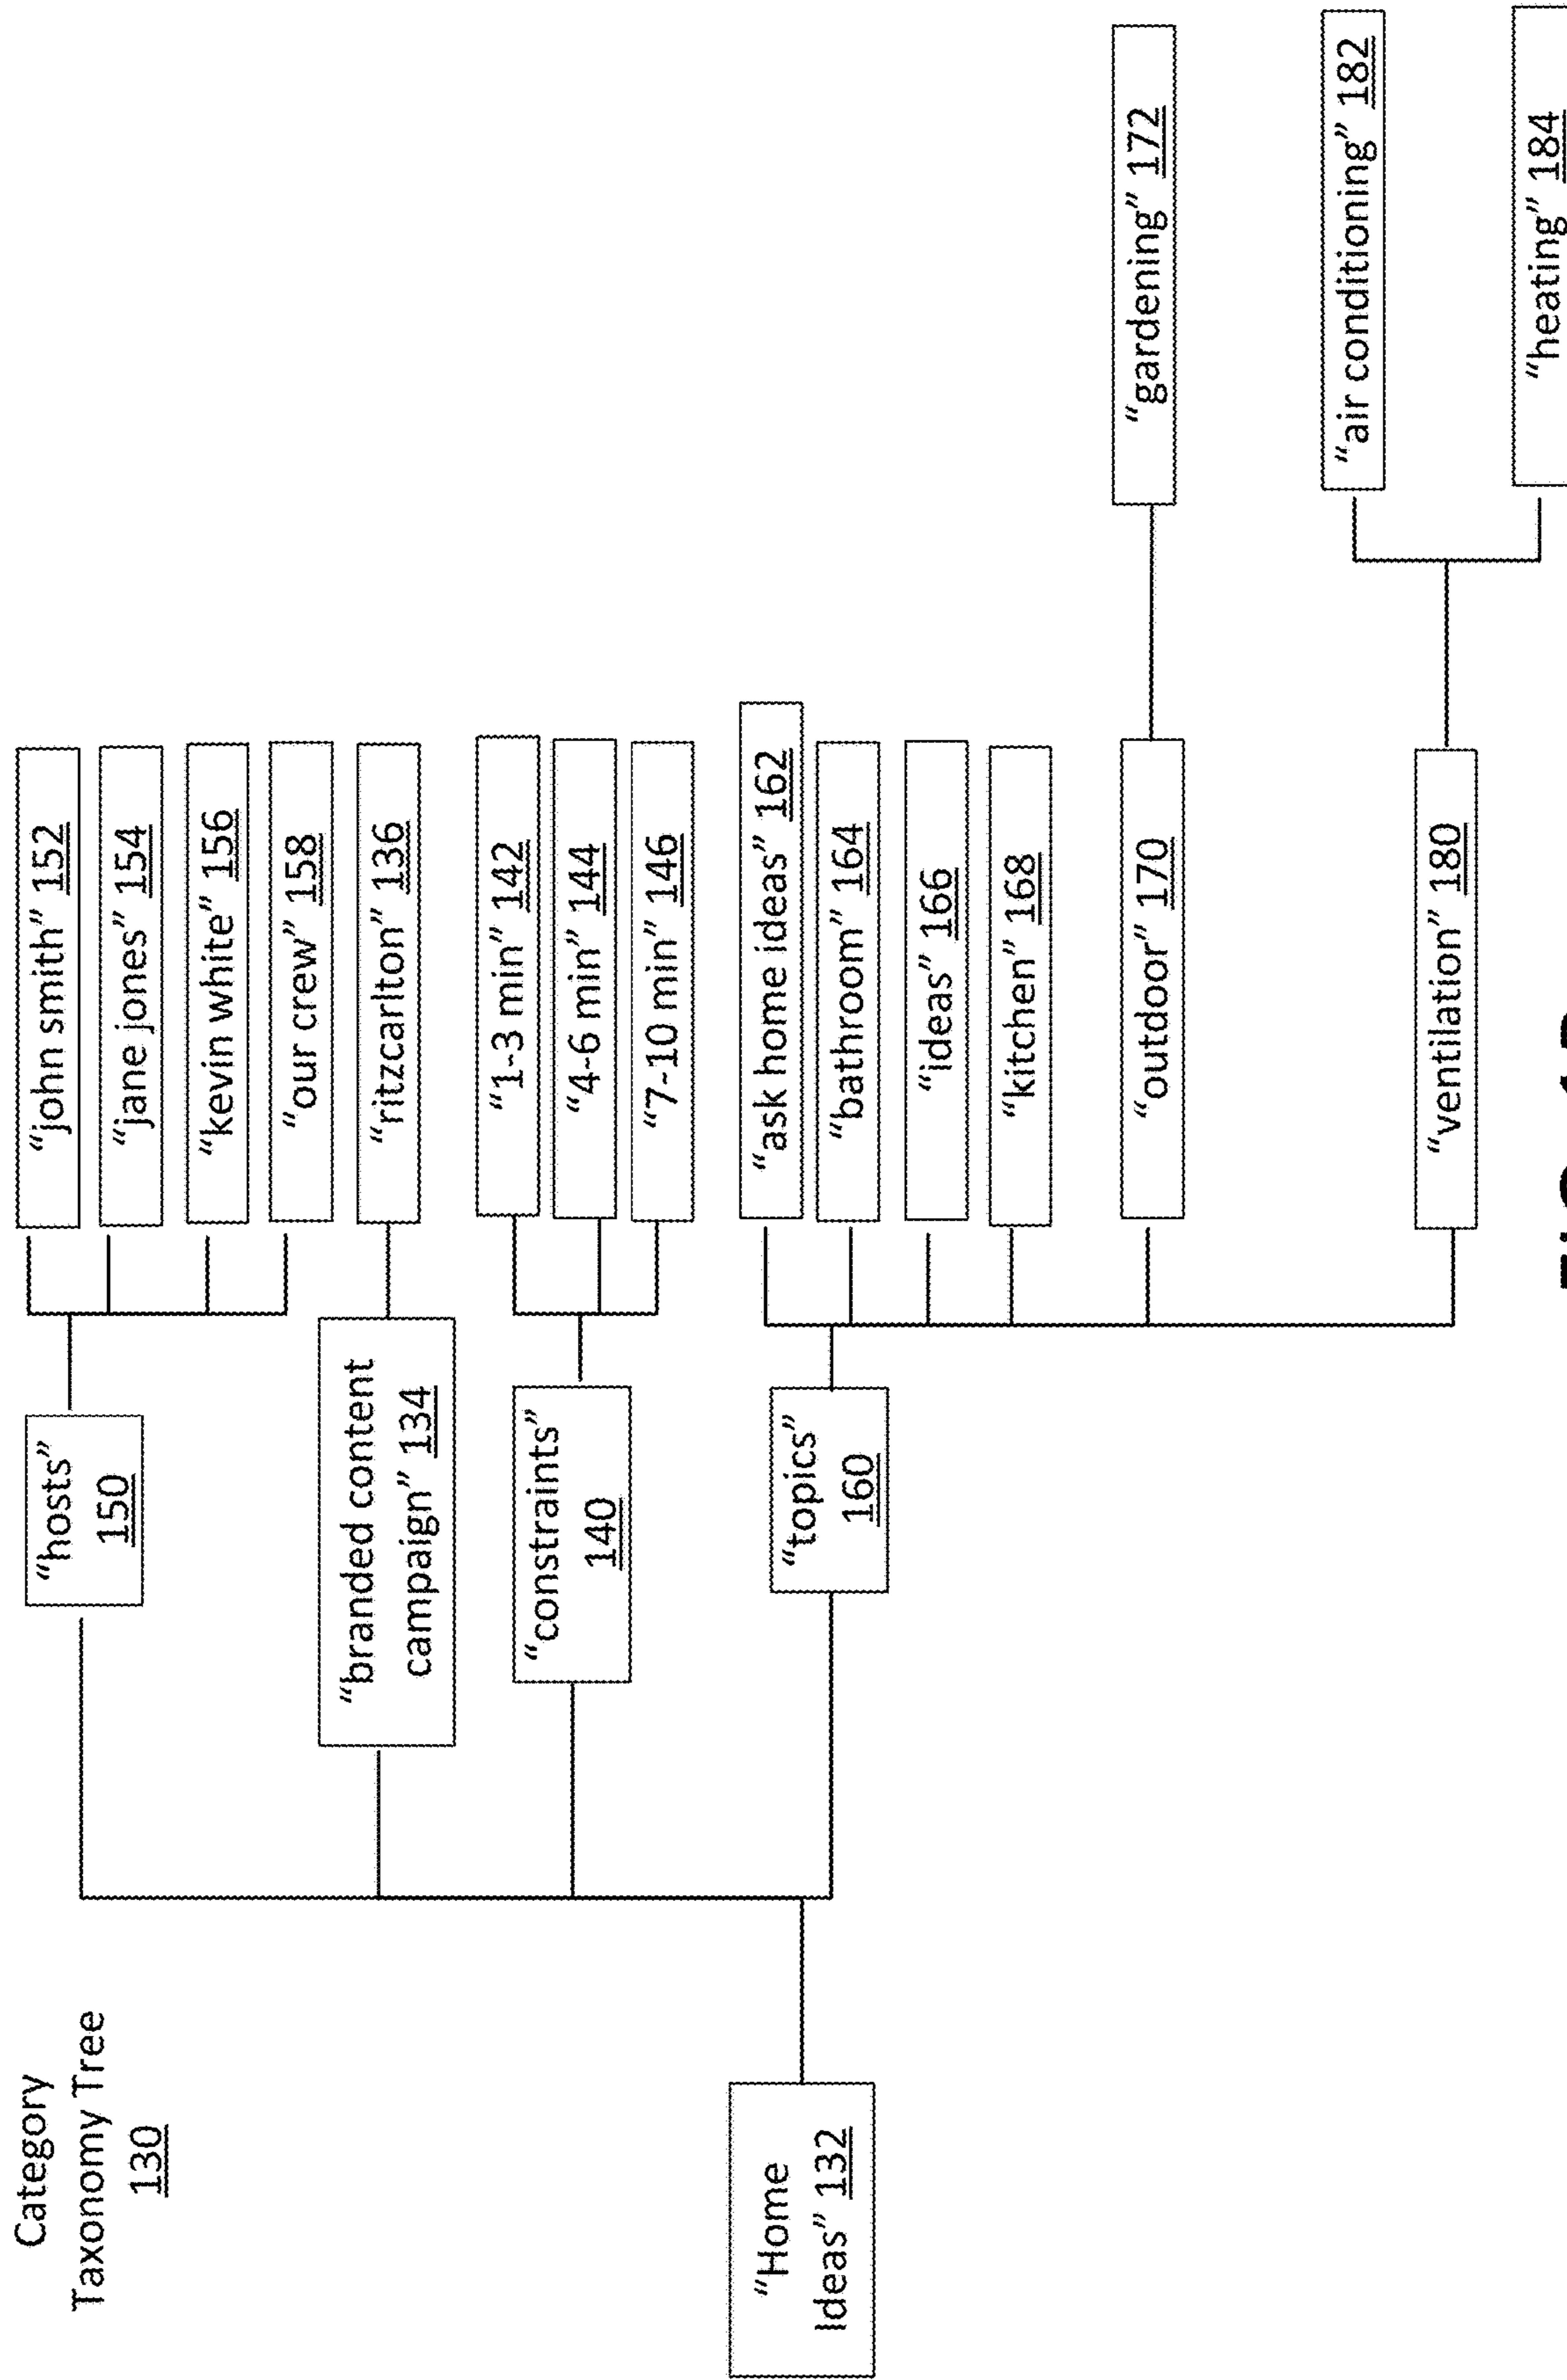 Category
Taxonomy Tree
130
"Home
Ideas" 132
"hosts"
150
"john smith" 152
"jane jones" 154
"kevin white" 156
"our crew" 158
"branded content
campaign" 134
"ritzcarlton" 136
"constraints"
140
"1-3 min" 142
"4-6 min" 144
"7-10 min" 146
"topics"
160
"ask home ideas" 162
"bathroom" 164
"ideas" 166
"kitchen" 168
"outdoor" 170
"gardening" 172
"ventilation" 180
"air conditioning" 182
"heating" 184